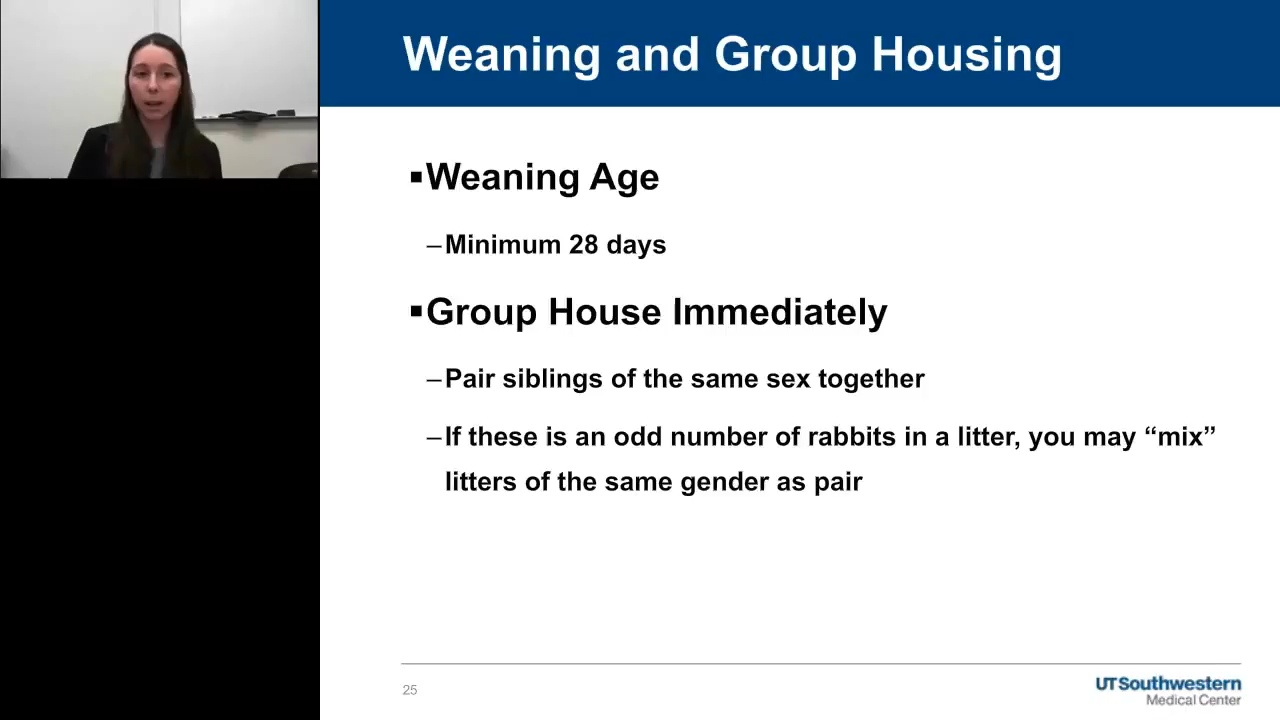 Weaning and Group Housing
▪Weaning Age
–Minimum 28 days
▪Group House Immediately
–Pair siblings of the same sex together
–If these is an odd number of rabbits in a litter, you may “mix”
litters of the same gender as pair
25
UTSouthwestern
Medical Center